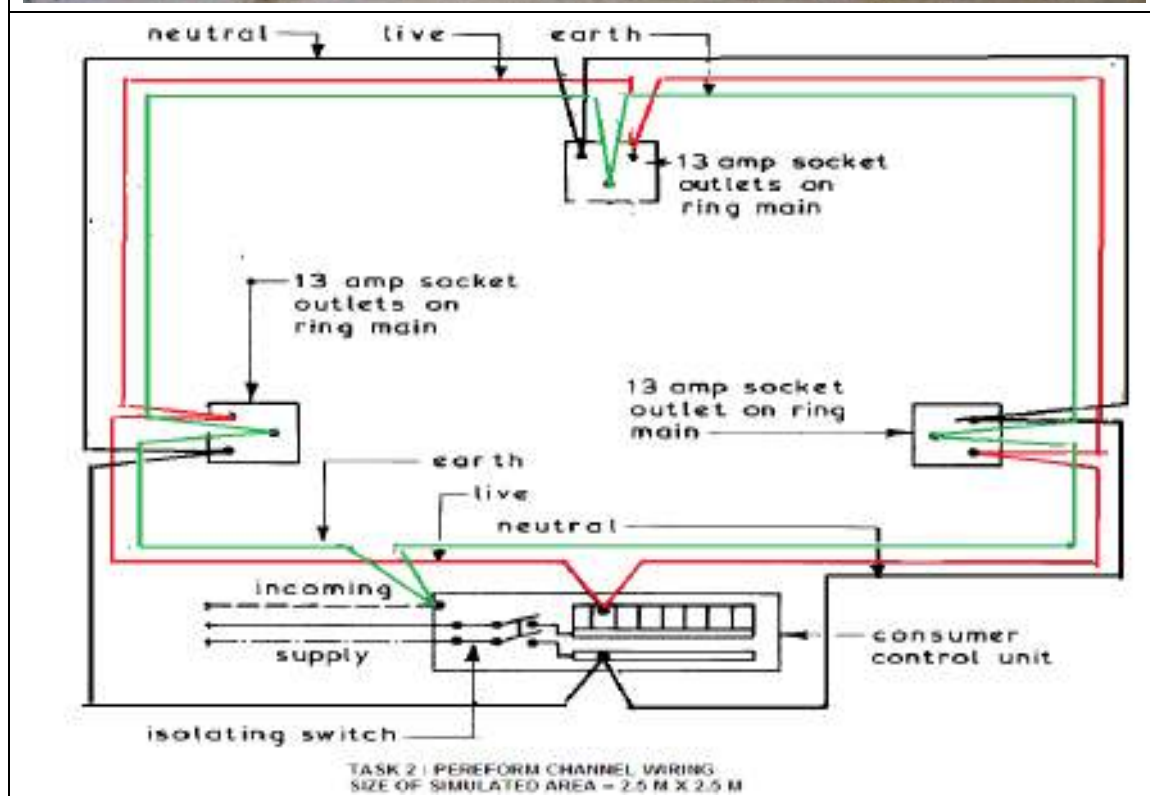 neutral
live
earth
13 amp socket
outlets on
ring main
13 amp socket
outlets on
ring main
13 amp socket
outlet on ring
main
earth
live
neutral
incoming
supply
consumer
control unit
isolating switch
TASK 2 : PEREFORM CHANNEL WIRING
SIZE OF SIMULATED AREA = 2.5 M X 2.5 M